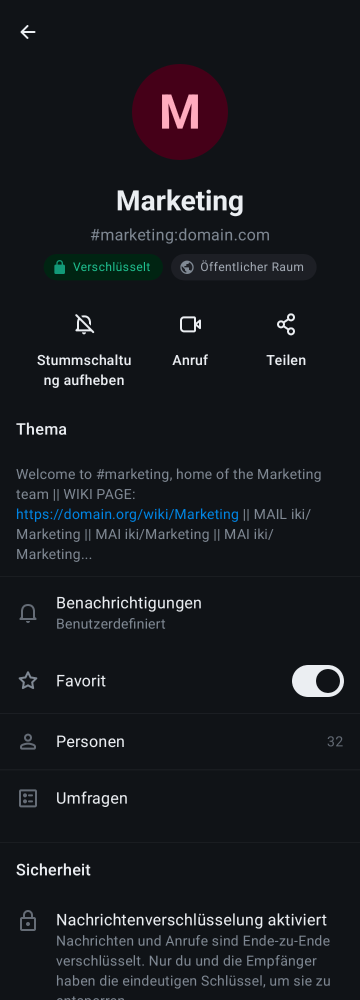 M
Marketing
#marketing:domain.com
Verschlüsselt
Öffentlicher Raum
Stummschaltu
ng aufheben
Anruf
Teilen
Thema
Welcome to #marketing, home of the Marketing
team || WIKI PAGE:
https://domain.org/wiki/Marketing || MAIL iki/
Marketing || MAI iki/Marketing || MAI iki/
Marketing...
Benachrichtigungen
Benutzerdefiniert
Favorit
Personen
32
Umfragen
Sicherheit
Nachrichtenverschlüsselung aktiviert
Nachrichten und Anrufe sind Ende-zu-Ende
verschlüsselt. Nur du und die Empfänger
haben die eindeutigen Schlüssel, um sie zu